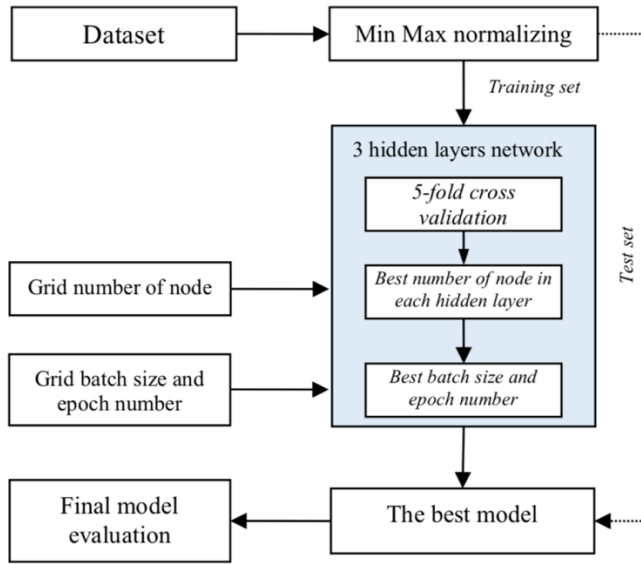 Dataset
Min Max normalizing
Training set
3 hidden layers network
5-fold cross
validation
Test set
Grid number of node
Best number of node in
each hidden layer
Grid batch size and
epoch number
Best batch size and
epoch number
Final model
evaluation
The best model